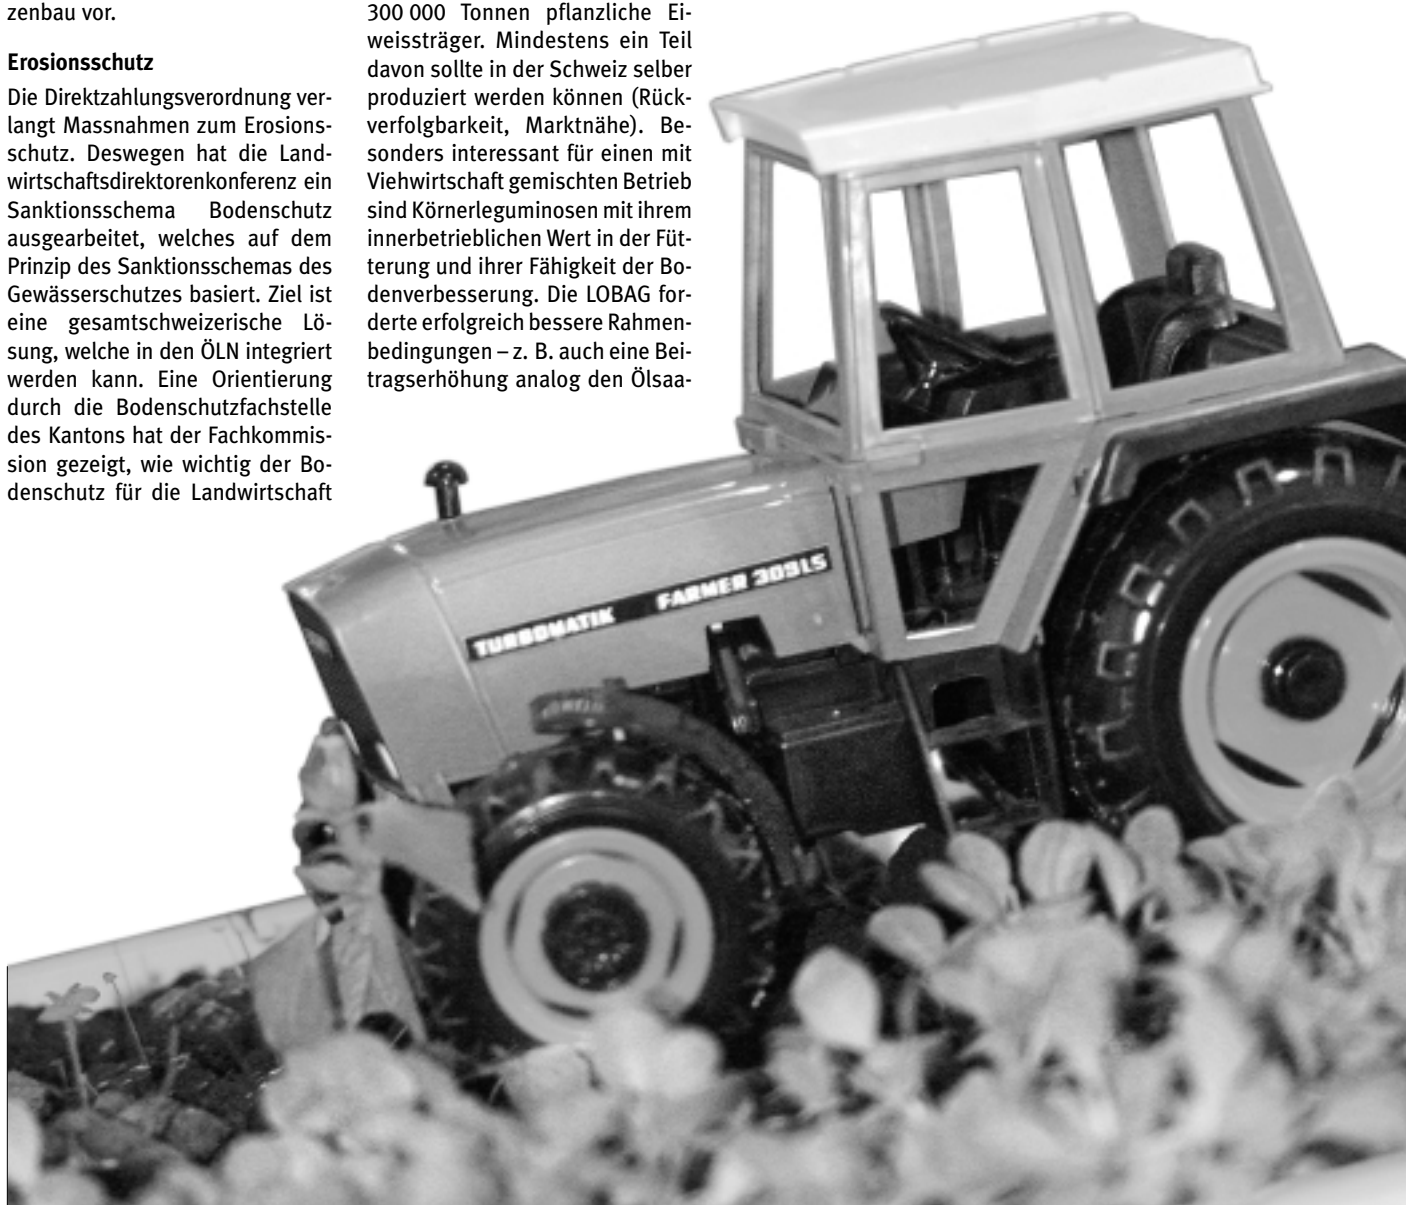 zenbau vor.
Erosionsschutz
Die Direktzahlungsverordnung ver-
langt Massnahmen zum Erosions-
schutz. Deswegen hat die Land-
wirtschaftsdirektorenkonferenz ein
Sanktionsschema Bodenschutz
ausgearbeitet, welches auf dem
Prinzip des Sanktionsschemas des
Gewässerschutzes basiert. Ziel ist
eine gesamtschweizerische Lö-
sung, welche in den ÖLN integriert
werden kann. Eine Orientierung
durch die Bodenschutzfachstelle
des Kantons hat der Fachkommis-
sion gezeigt, wie wichtig der Bo-
denschutz für die Landwirtschaft
300 000 Tonnen pflanzliche Ei-
weissträger. Mindestens ein Teil
davon sollte in der Schweiz selber
produziert werden können (Rück-
verfolgbarkeit, Marktnähe). Be-
sonders interessant für einen mit
Viehwirtschaft gemischten Betrieb
sind Körnerleguminosen mit ihrem
innerbetrieblichen Wert in der Füt-
terung und ihrer Fähigkeit der Bo-
denverbesserung. Die LOBAG for-
derte erfolgreich bessere Rahmen-
bedingungen – z. B. auch eine Bei-
tragserhöhung analog den Ölsaa-
TURBOMATIK FARMER 309LS